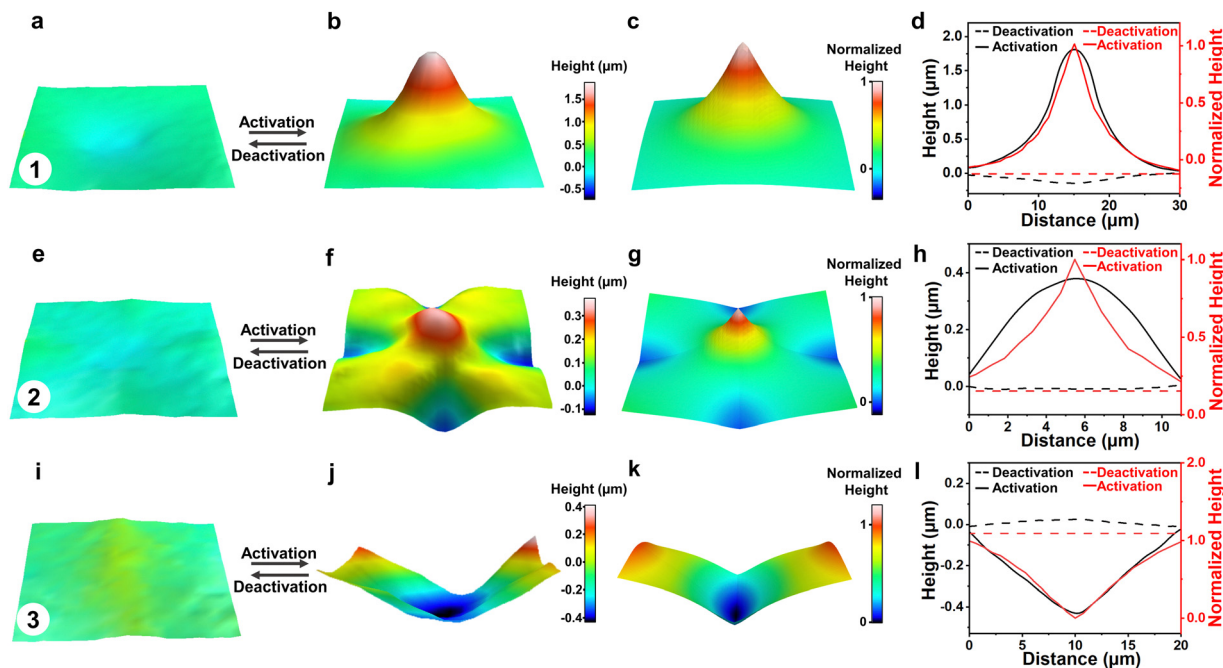 a
b
c
d
Activation
Deactivation
1
Height (µm)
1.5
1.0
0.5
0.0
-0.5
Normalized
Height
1
0
Deactivation
Activation
Deactivation
Activation
2.0
1.5
1.0
0.5
0.0
Height (µm)
1.0
0.5
0.0
Normalized Height
0 10 20 30
Distance (µm)
e
f
g
h
Activation
Deactivation
2
Height (µm)
0.3
0.2
0.1
0.0
-0.1
Normalized
Height
1
0
Deactivation
Activation
Deactivation
Activation
0.4
0.2
0.0
Height (µm)
1.0
0.5
0.0
Normalized Height
0 2 4 6 8 10
Distance (µm)
i
j
k
l
Activation
Deactivation
3
Height (µm)
0.4
0.2
0.0
-0.2
-0.4
Normalized
Height
1
0
Deactivation
Activation
Deactivation
Activation
0.2
0.0
-0.2
-0.4
Height (µm)
2.0
1.0
0.0
Normalized Height
0 5 10 15 20
Distance (µm)